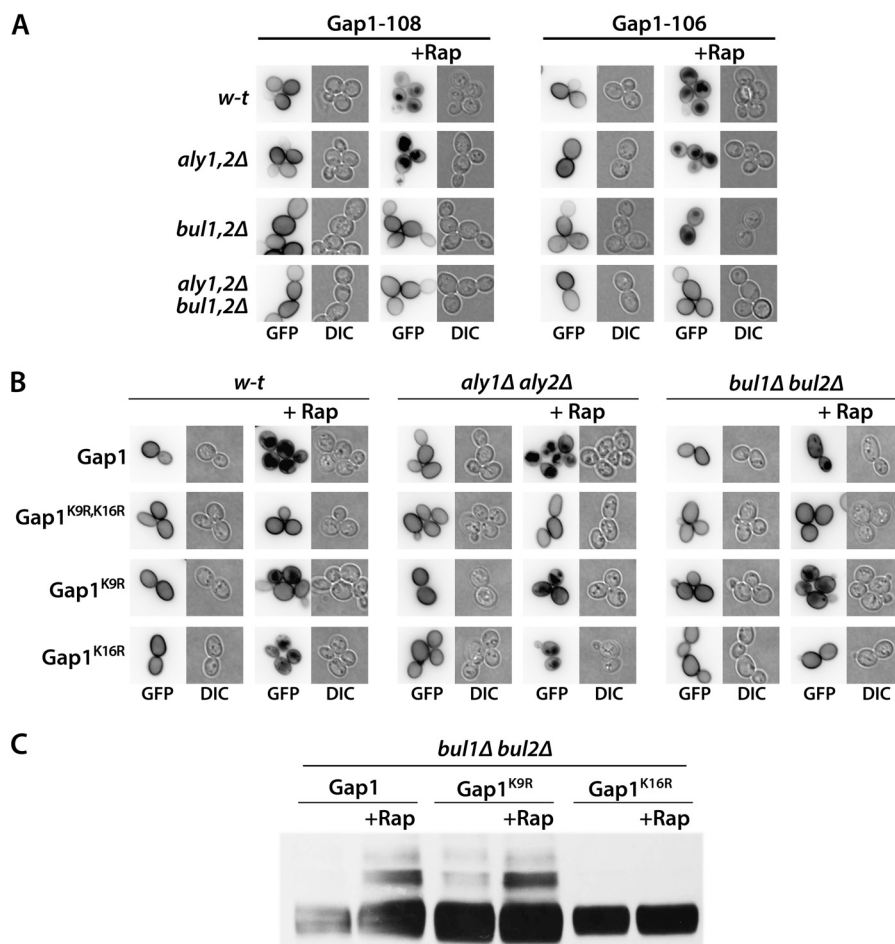 A
Gap1-108 Gap1-106
+Rap +Rap
w-t
aly1,2Δ
bul1,2Δ
aly1,2Δ
bul1,2Δ
GFP DIC GFP DIC GFP DIC GFP DIC
B
w-t aly1Δ aly2Δ bul1Δ bul2Δ
+ Rap + Rap + Rap
Gap1
Gap1K9R,K16R
Gap1K9R
Gap1K16R
GFP DIC GFP DIC GFP DIC GFP DIC GFP DIC GFP DIC
C
bul1Δ bul2Δ
Gap1 Gap1K9R Gap1K16R
+Rap +Rap +Rap